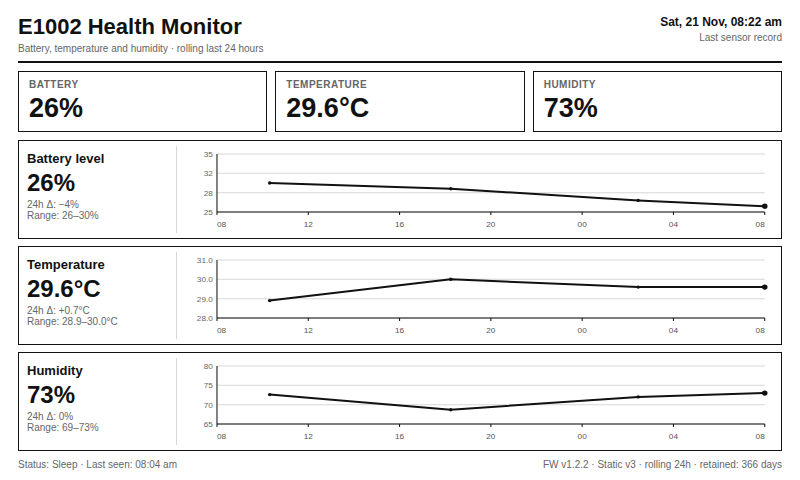 E1002 Health Monitor
Sat, 21 Nov, 08:22 am
Battery, temperature and humidity · rolling last 24 hours
Last sensor record
BATTERY
26%
TEMPERATURE
29.6°C
HUMIDITY
73%
Battery level
26%
24h Δ: −4%
Range: 26–30%
35
32
28
25
08 12 16 20 00 04 08
Temperature
29.6°C
24h Δ: +0.7°C
Range: 28.9–30.0°C
31.0
30.0
29.0
28.0
08 12 16 20 00 04 08
Humidity
73%
24h Δ: 0%
Range: 69–73%
80
75
70
65
08 12 16 20 00 04 08
Status: Sleep · Last seen: 08:04 am
FW v1.2.2 · Static v3 · rolling 24h · retained: 366 days